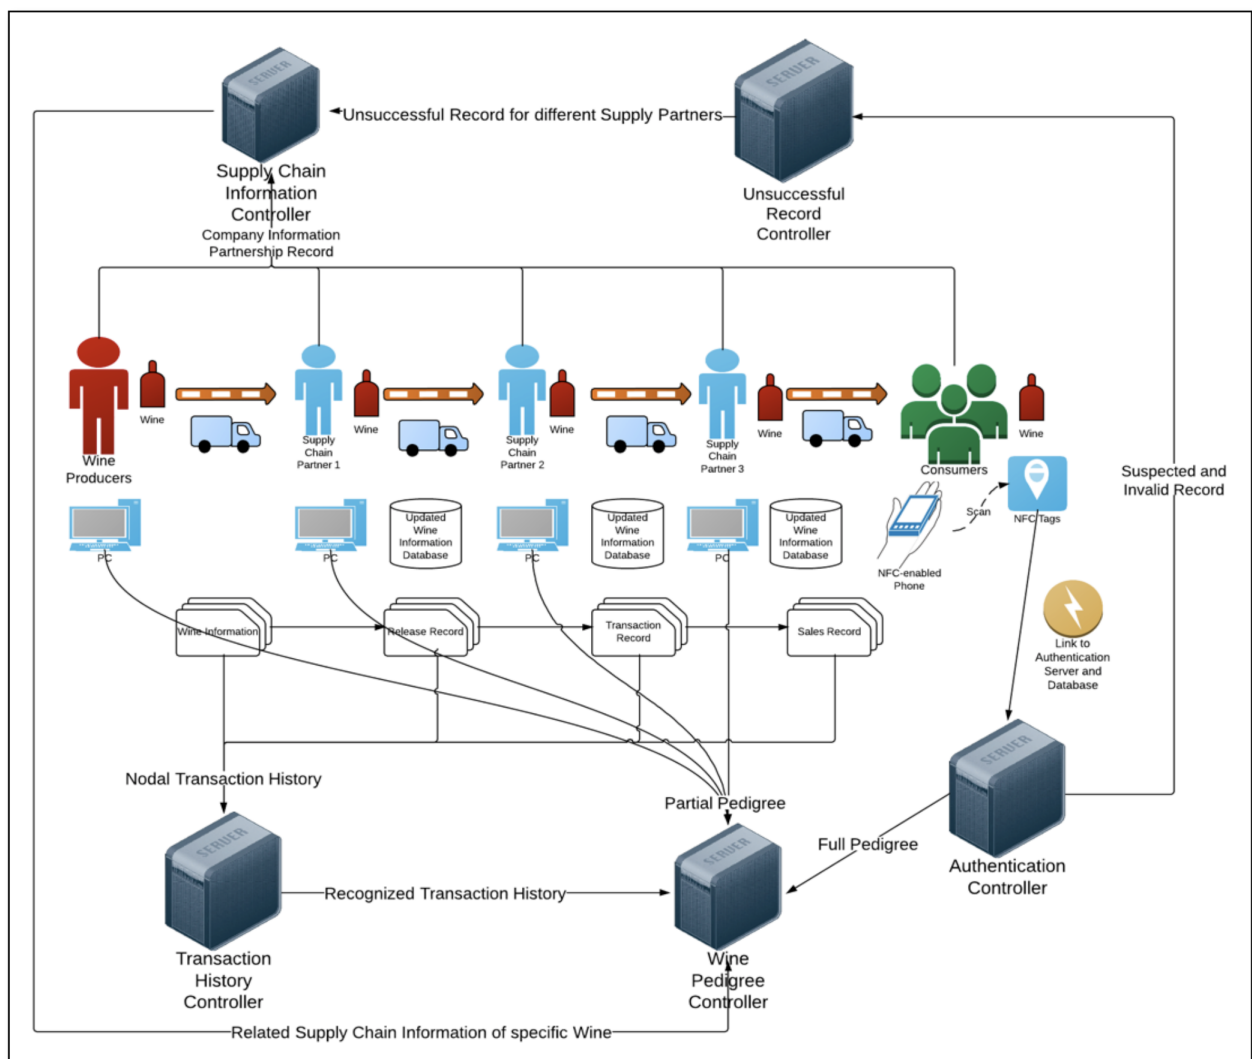 SERVER
SERVER
Unsuccessful Record for different Supply Partners
Supply Chain
Information
Controller
Unsuccessful
Record
Controller
Company Information
Partnership Record
Wine
Wine
Wine
Wine
Wine
Wine
Producers
Supply
Chain
Partner 1
Supply
Chain
Partner 2
Supply
Chain
Partner 3
Consumers
Suspected and
Invalid Record
PC
Updated
Wine
Information
Database
PC
Updated
Wine
Information
Database
PC
Updated
Wine
Information
Database
PC
Scan
NFC Tags
NFC-enabled
Phone
Wine Information
Release Record
Transaction
Record
Sales Record
Link to
Authentication
Server and
Database
Nodal Transaction History
Partial Pedigree
SERVER
SERVER
SERVER
Full Pedigree
Authentication
Controller
Recognized Transaction History
Transaction
History
Controller
Wine
Pedigree
Controller
Related Supply Chain Information of specific Wine